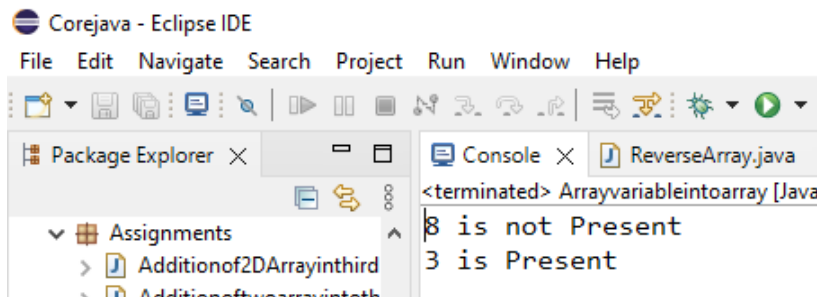 Corejava - Eclipse IDE
File Edit Navigate Search Project Run Window Help
Package Explorer
Console
ReverseArray.java
<terminated> Arrayvariableintoarray [Java
Assignments
Additionof2DArrayinthird
8 is not Present
3 is Present